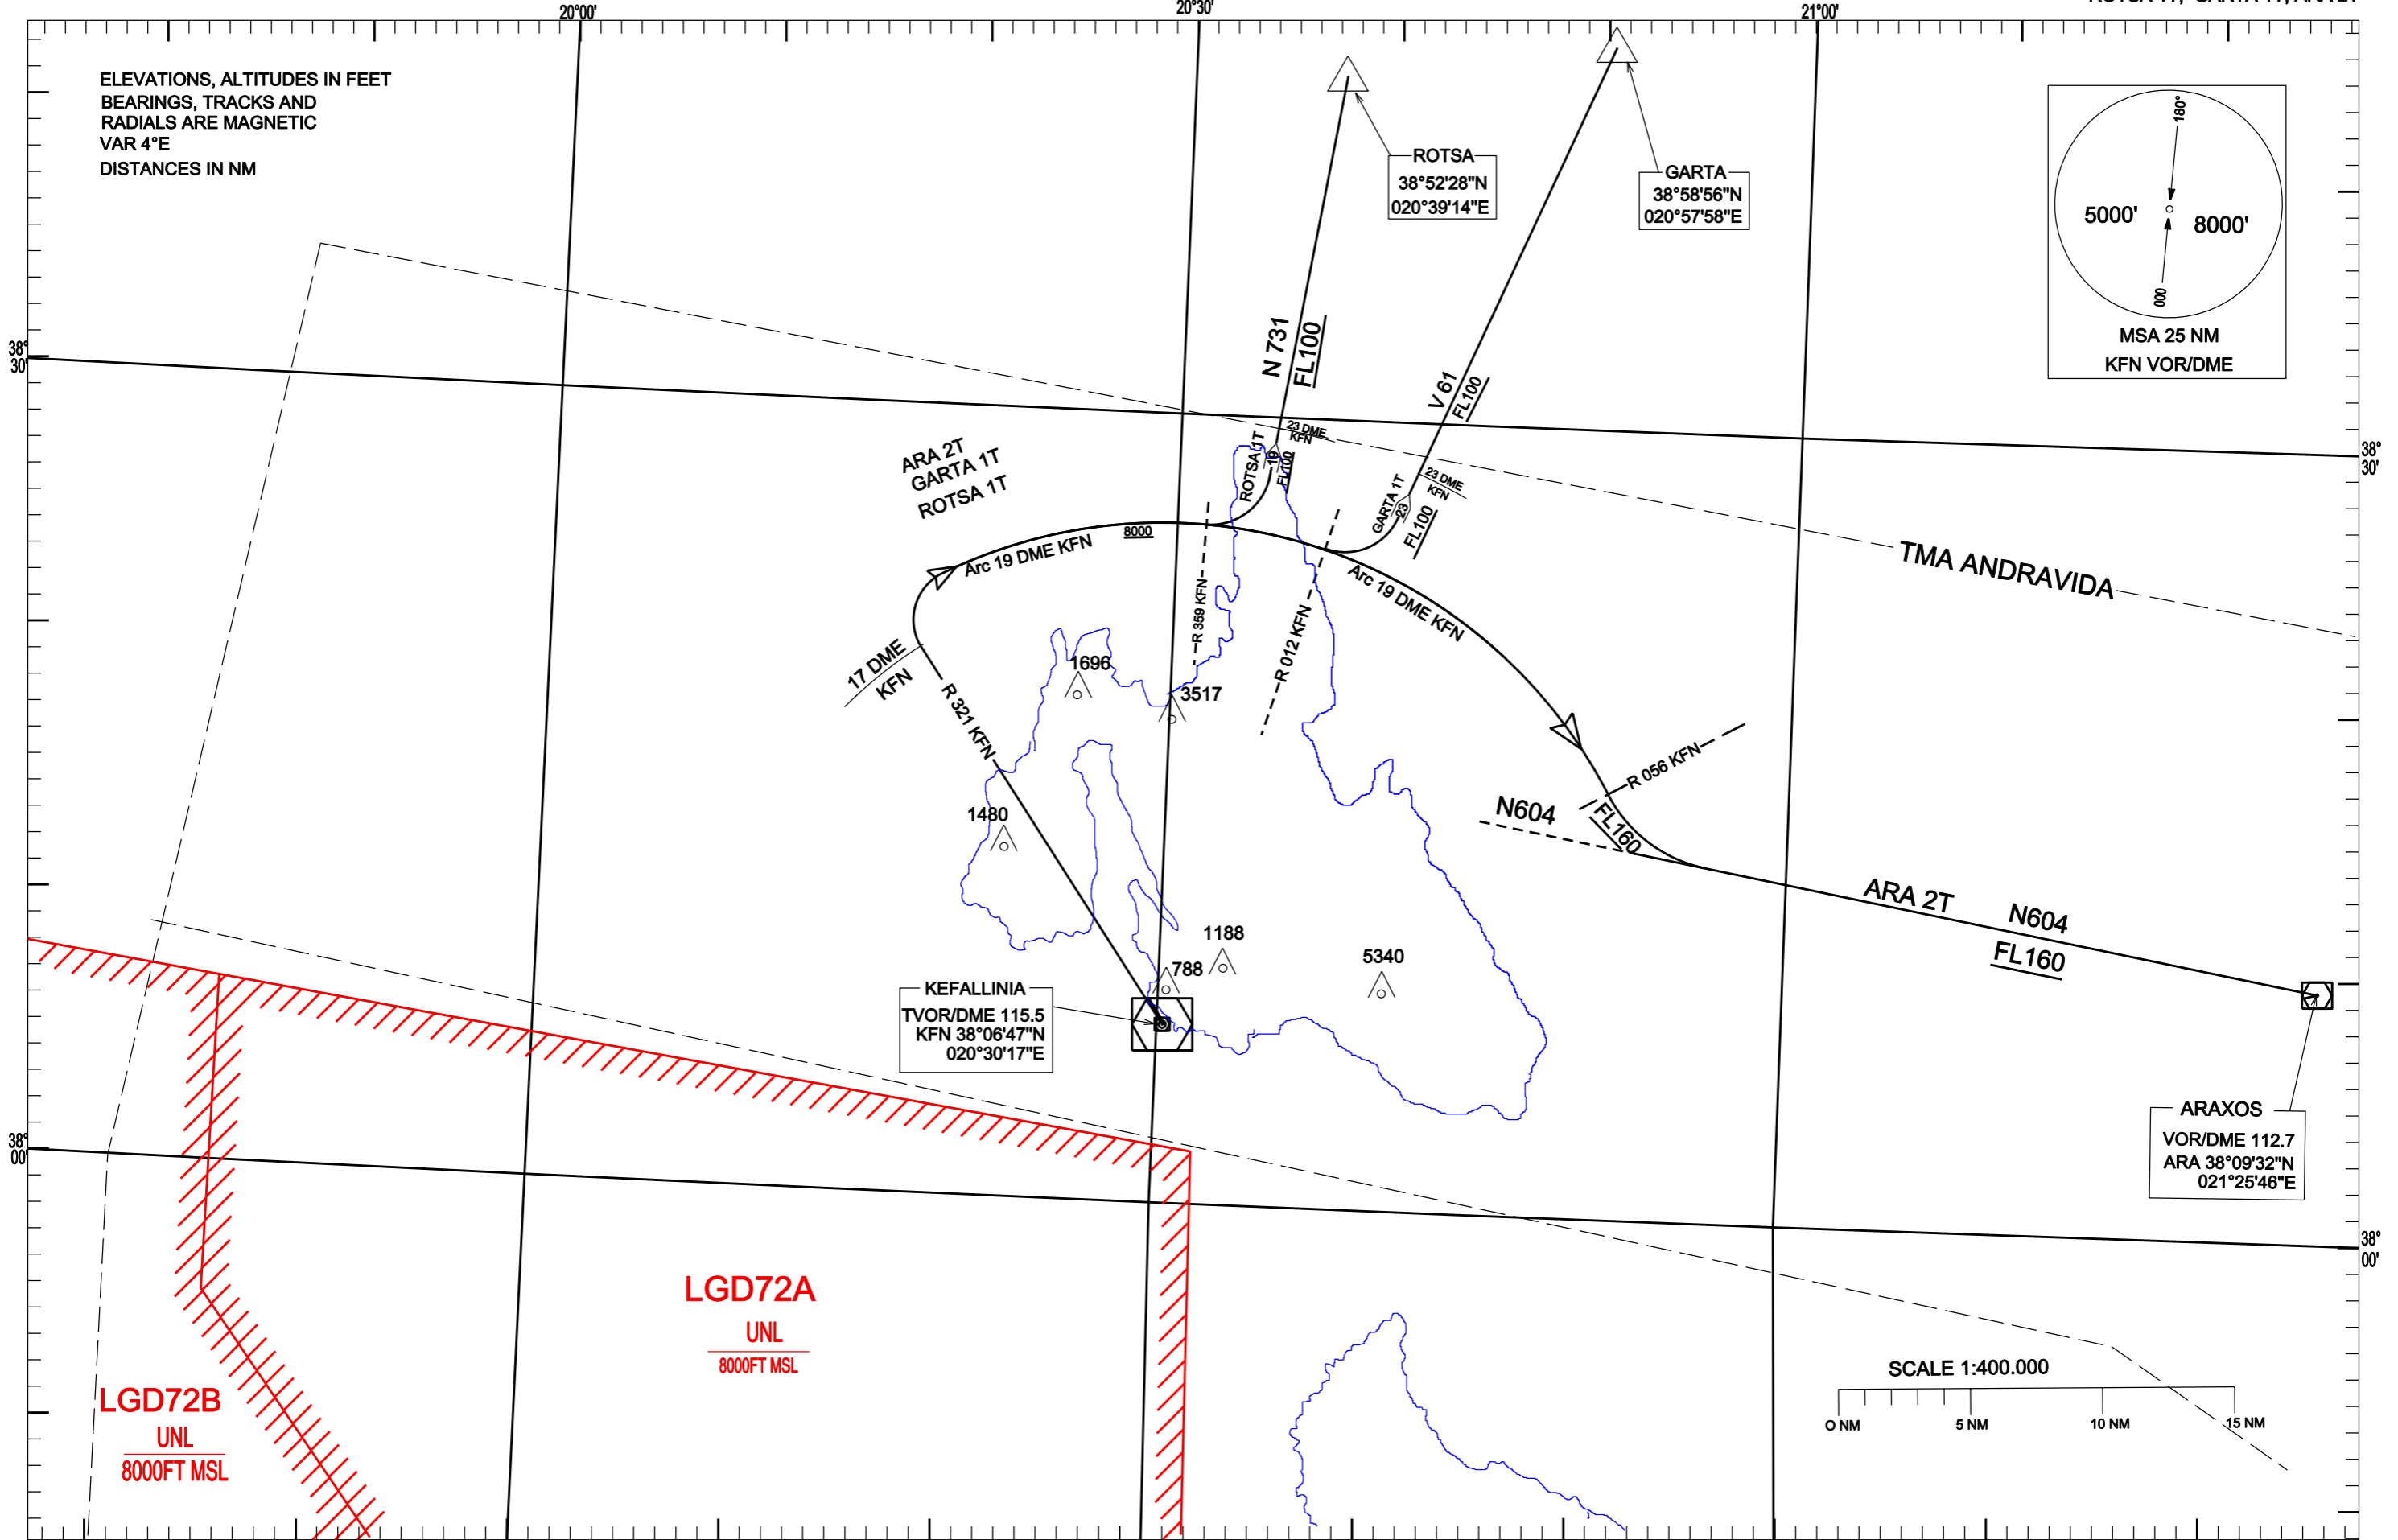 20°00'
20°30'
21°00'
ELEVATIONS, ALTITUDES IN FEET
BEARINGS, TRACKS AND
RADIALS ARE MAGNETIC
VAR 4°E
DISTANCES IN NM
ROTSA
38°52'28"N
020°39'14"E
GARTA
38°58'56"N
020°57'58"E
180°
5000'
8000'
000
MSA 25 NM
KFN VOR/DME
38°
30'
N 731
FL100
V 61
FL100
ARA 2T
GARTA 1T
ROTSA 1T
ROTSA 1T
19
FL100
23 DME
KFN
GARTA 1T
23
FL100
23 DME
KFN
38°
30'
8000
Arc 19 DME KFN
Arc 19 DME KFN
TMA ANDRAVIDA
R 359 KFN
R 012 KFN
17 DME
KFN
R 321 KFN
1696
3517
R 056 KFN
1480
N604
FL160
ARA 2T
N604
FL160
1188
788
5340
KEFALLINIA
TVOR/DME 115.5
KFN 38°06'47"N
020°30'17"E
ARAXOS
VOR/DME 112.7
ARA 38°09'32"N
021°25'46"E
38°
00'
38°
00'
LGD72A
UNL
8000FT MSL
LGD72B
UNL
8000FT MSL
SCALE 1:400.000
O NM
5 NM
10 NM
15 NM